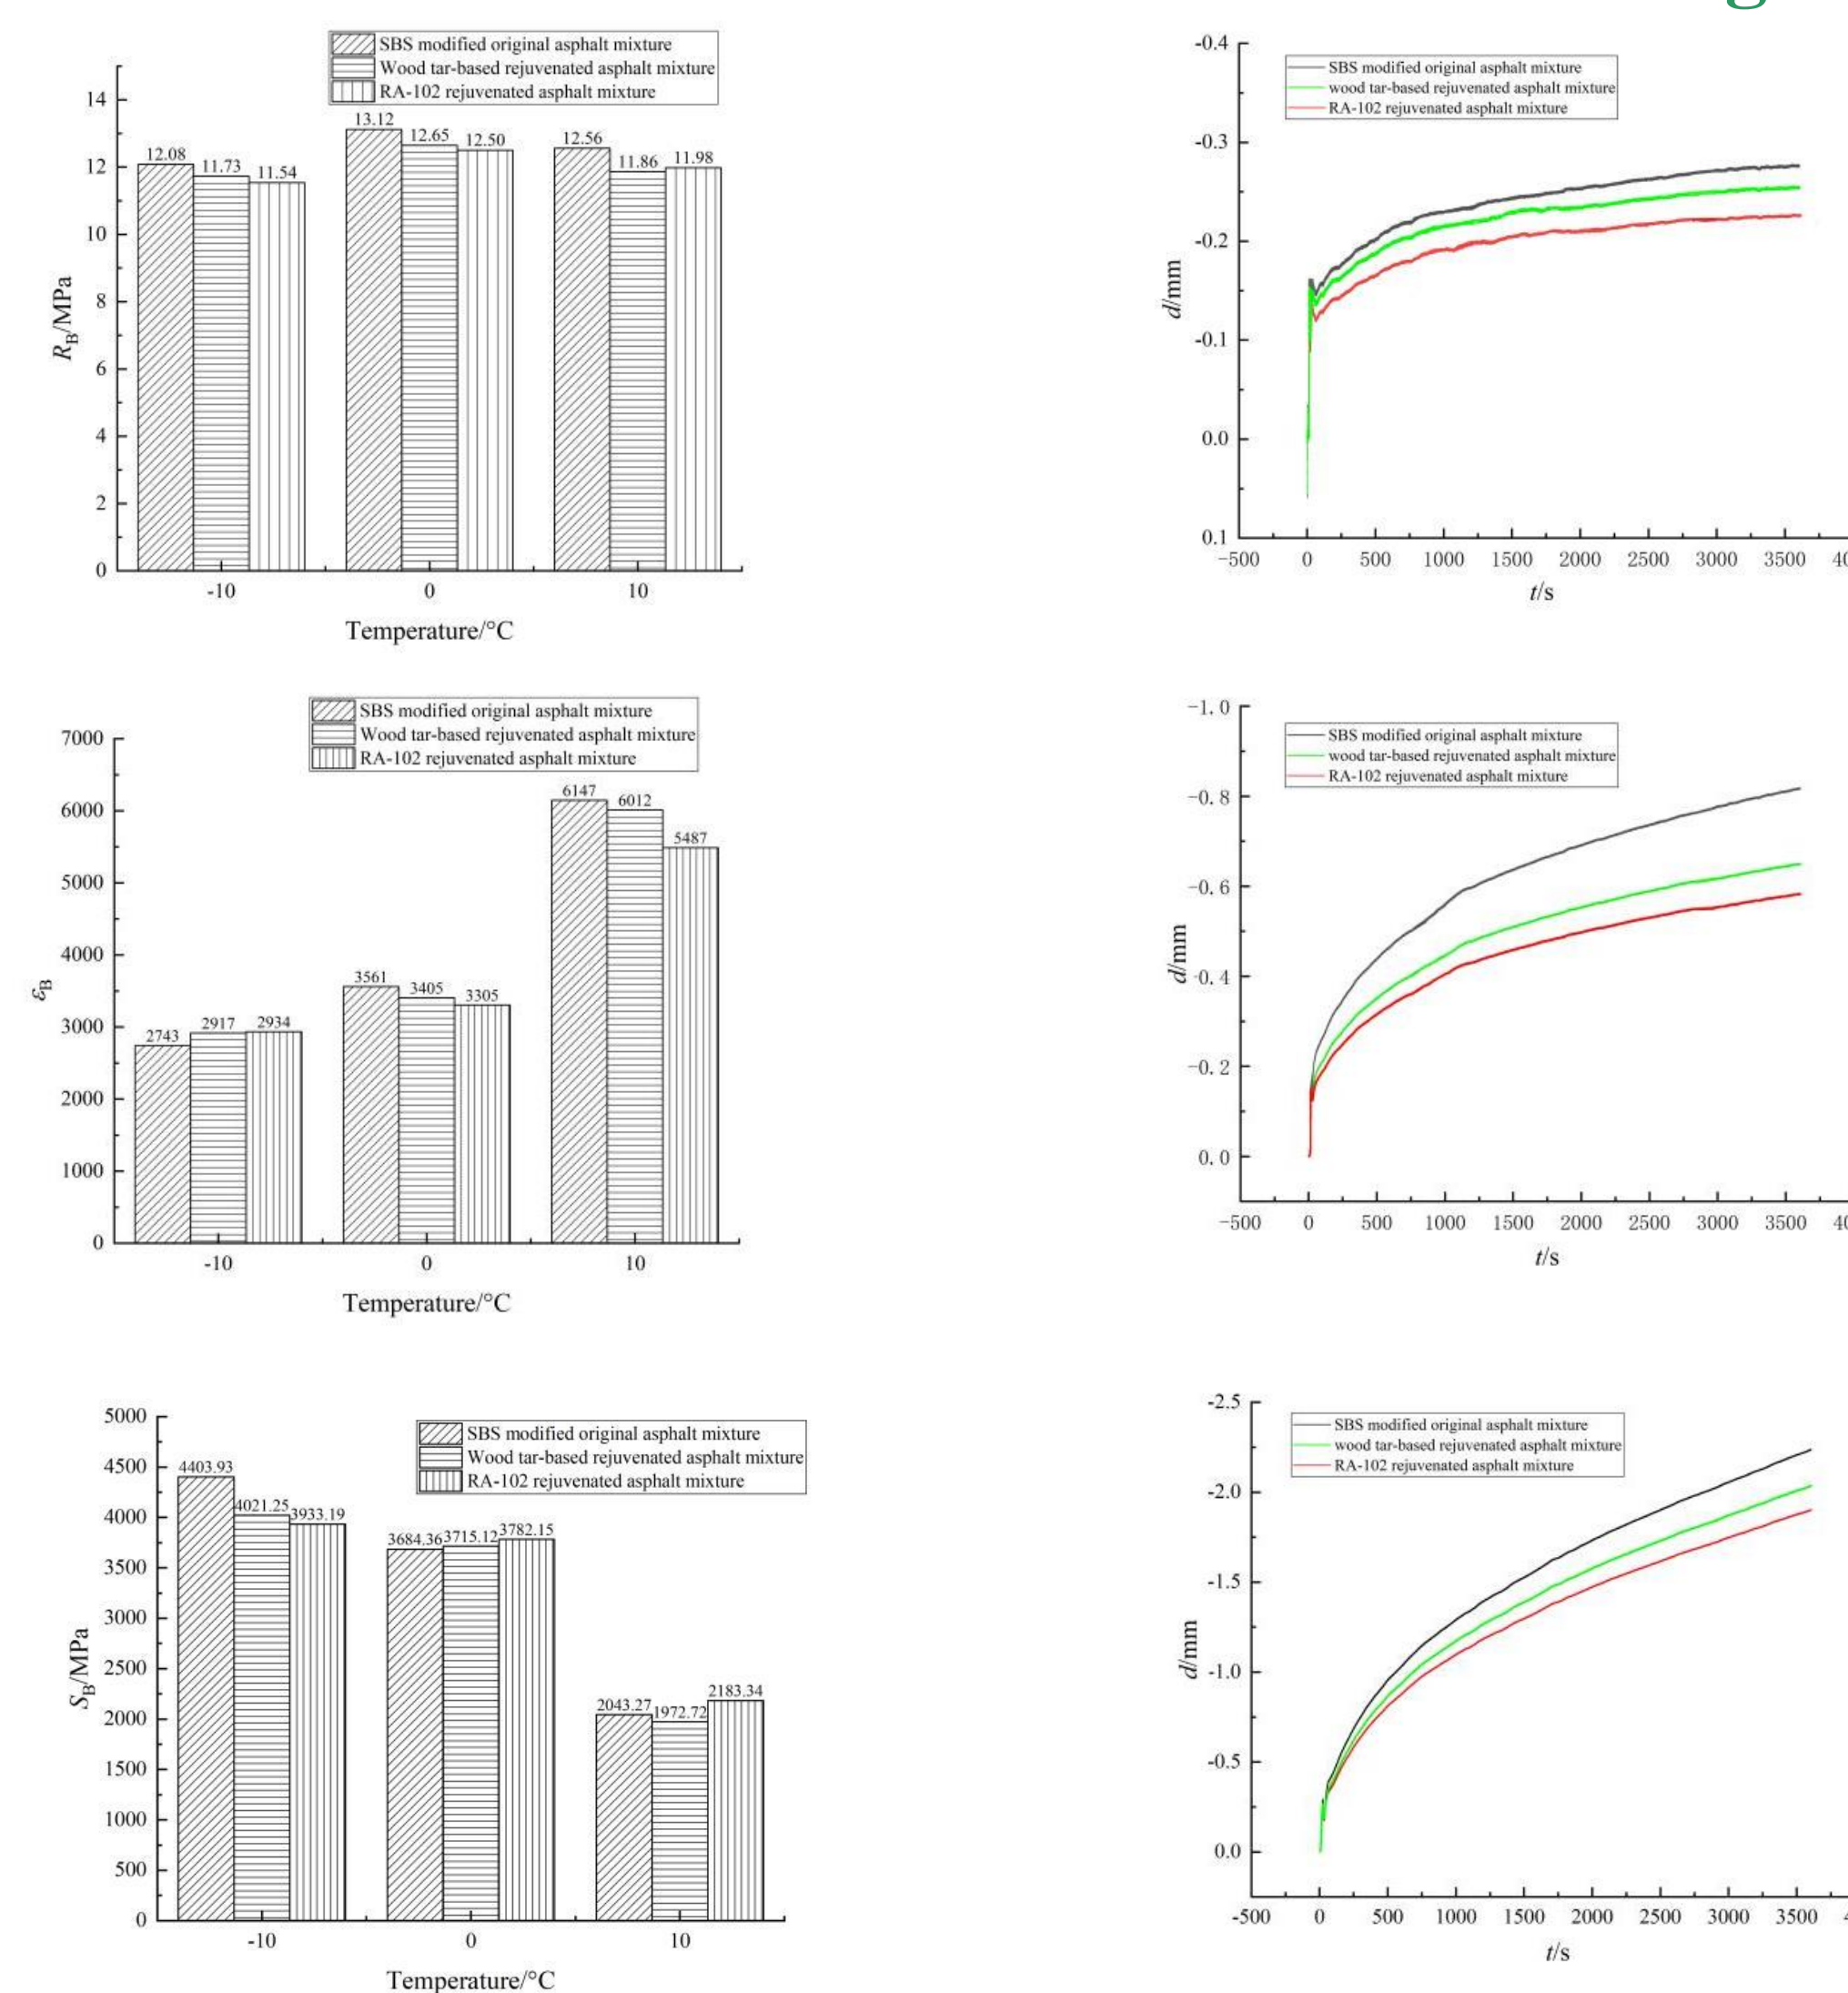 g
SBS modified original asphalt mixture
Wood tar-based rejuvenated asphalt mixture
RA-102 rejuvenated asphalt mixture
14
12
10
8
6
4
2
0
R_B/MPa
12.08
11.73
11.54
13.12
12.65
12.50
12.56
11.86
11.98
-10
0
10
Temperature/°C
-0.4
-0.3
-0.2
-0.1
0.0
0.1
d/mm
SBS modified original asphalt mixture
wood tar-based rejuvenated asphalt mixture
RA-102 rejuvenated asphalt mixture
−500 0 500 1000 1500 2000 2500 3000 3500
t/s
SBS modified original asphalt mixture
Wood tar-based rejuvenated asphalt mixture
RA-102 rejuvenated asphalt mixture
7000
6000
5000
4000
3000
2000
1000
0
ε_B
2743
2917
2934
3561
3405
3305
6147
6012
5487
-10
0
10
Temperature/°C
−1.0
−0.8
−0.6
−0.4
−0.2
0.0
d/mm
SBS modified original asphalt mixture
wood tar-based rejuvenated asphalt mixture
RA-102 rejuvenated asphalt mixture
−500 0 500 1000 1500 2000 2500 3000 3500
t/s
SBS modified original asphalt mixture
Wood tar-based rejuvenated asphalt mixture
RA-102 rejuvenated asphalt mixture
5000
4500
4000
3500
3000
2500
2000
1500
1000
500
0
S_B/MPa
4403.93
4021.25
3933.19
3684.36
3715.12
3782.15
2043.27
1972.72
2183.34
-10
0
10
Temperature/°C
-2.5
-2.0
-1.5
-1.0
-0.5
0.0
d/mm
SBS modified original asphalt mixture
wood tar-based rejuvenated asphalt mixture
RA-102 rejuvenated asphalt mixture
-500 0 500 1000 1500 2000 2500 3000 3500
t/s